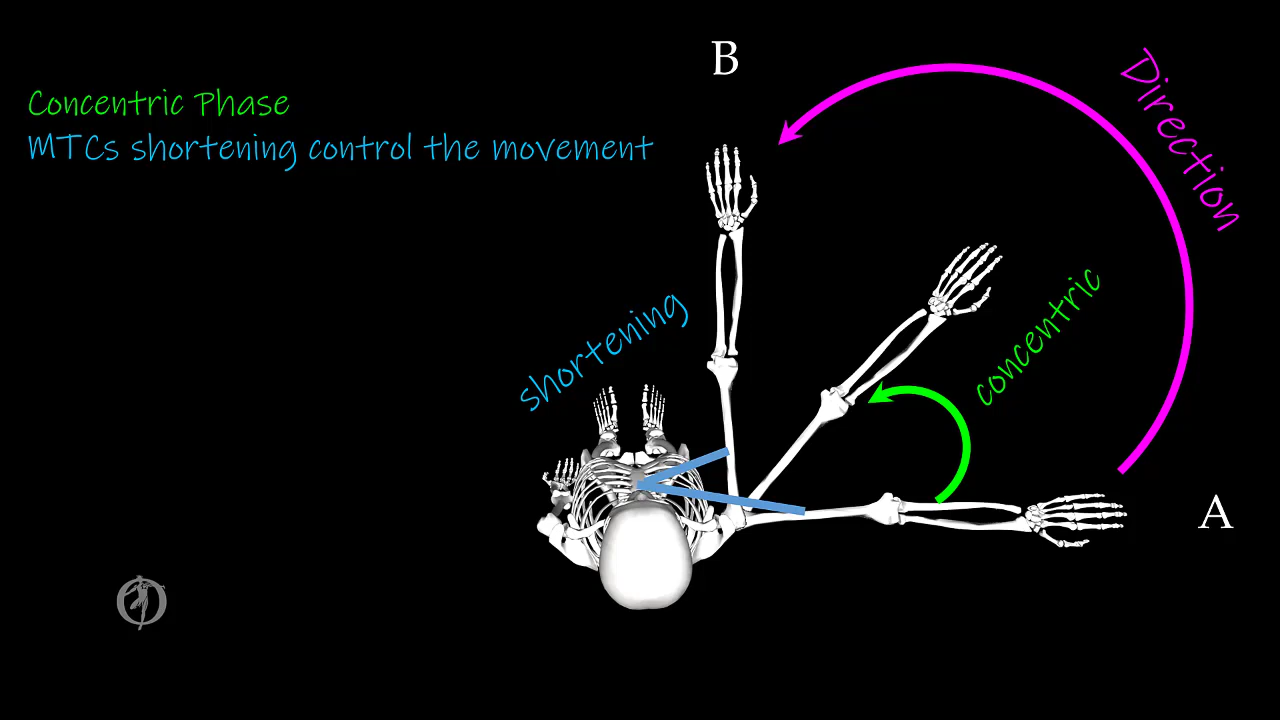 B
Direction
Concentric Phase
MTCs shortening control the movement
concentric
shortening
A